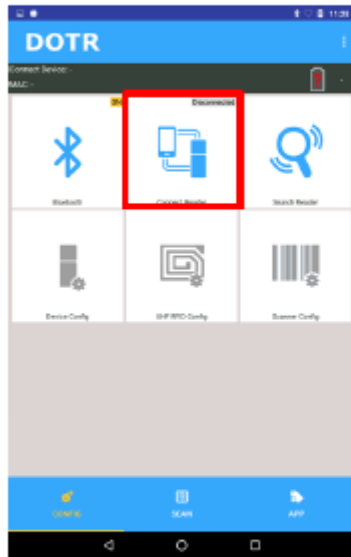 11:28
DOTR
Connect Device: -
MAC: -
Disconnected
Bluetooth
Connect Reader
Search Reader
Device Config
UHF RFID Config
Scanner Config
CONFIG
SCAN
APP